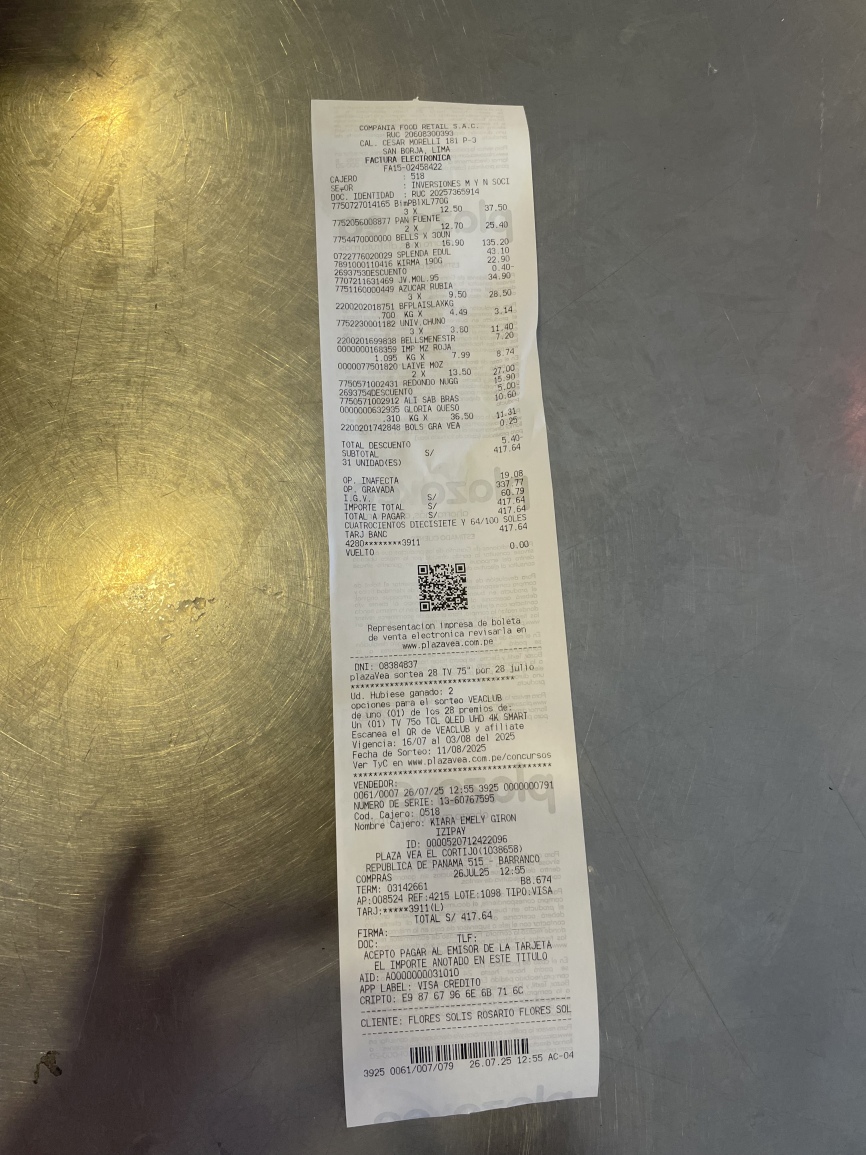 COMPANIA FOOD RETAIL S.A.C.
RUC 20608300393
CAL. CESAR MORELLI 181 P-3
SAN BORJA, LIMA
FACTURA ELECTRONICA
FA15-02458422
CAJERO : 518
SE◊OR : INVERSIONES M Y N SOCI
DOC. IDENTIDAD : RUC 20257365914
7750727014165 BimPBlXL770G
3 X 12.50 37.50
7752056008877 PAN FUENTE
2 X 12.70 25.40
7754470000000 BELLS X 30UN
8 X 16.90 135.20
0722776020029 SPLENDA EDUL 43.10
7891000110416 KIRMA 190G 22.90
2693753DESCUENTO 0.40-
7707211631469 JV.MOL.95 34.90
7751160000449 AZUCAR RUBIA
3 X 9.50 28.50
2200202018751 BFPLAISLAXKG
.700 KG X 4.49 3.14
7752230001182 UNIV.CHUNO
3 X 3.80 11.40
2200201699838 BELLSMENESTR 7.20
0000000168359 IMP MZ ROJA
1.095 KG X 7.99 8.74
0000077501820 LAIVE MOZ
2 X 13.50 27.00
7750571002431 REDONDO NUGG 15.90
2693754DESCUENTO 5.00-
7750571002912 ALI SAB BRAS 10.60
0000000632935 GLORIA QUESO
.310 KG X 36.50 11.31
2200201742848 BOLS GRA VEA 0.25
TOTAL DESCUENTO 5.40-
SUBTOTAL S/ 417.64
31 UNIDAD(ES)
OP. INAFECTA 19.08
OP. GRAVADA 337.77
I.G.V. S/ 60.79
IMPORTE TOTAL S/ 417.64
TOTAL A PAGAR S/ 417.64
CUATROCIENTOS DIECISIETE Y 64/100 SOLES
TARJ BANC 417.64
4280********3911
VUELTO 0.00
Representacion impresa de boleta
de venta electronica revisarla en
www.plazavea.com.pe
DNI: 08384837
plazaVea sortea 28 TV 75" por 28 julio
**********************************
Ud. Hubiese ganado: 2
opciones para el sorteo VEACLUB
de uno (01) de los 28 premios de:
Un (01) TV 75o TCL QLED UHD 4K SMART
Escanea el QR de VEACLUB y afiliate
Vigencia: 16/07 al 03/08 del 2025
Fecha de Sorteo: 11/08/2025
Ver TyC en www.plazavea.com.pe/concursos
****************************************
VENDEDOR:
0061/0007 26/07/25 12:55 3925 0000000791
NUMERO DE SERIE: 13-60767595
Cod. Cajero: 0518
Nombre Cajero: KIARA EMELY GIRON
IZIPAY
ID: 0000520712422096
PLAZA VEA EL CORTIJO(1038658)
REPUBLICA DE PANAMA 515 - BARRANCO
COMPRAS 26JUL25 12:55
TERM: 03142661 B8.674
AP:008524 REF:4215 LOTE:1098 TIPO:VISA
TARJ:*****3911(L)
TOTAL S/ 417.64
FIRMA:
DOC: TLF:
ACEPTO PAGAR AL EMISOR DE LA TARJETA
EL IMPORTE ANOTADO EN ESTE TITULO
AID: A0000000031010
APP LABEL: VISA CREDITO
CRIPTO: E9 87 67 96 6E 6B 71 6C
CLIENTE: FLORES SOLIS ROSARIO FLORES SOL
3925 0061/007/079 26.07.25 12:55 AC-04